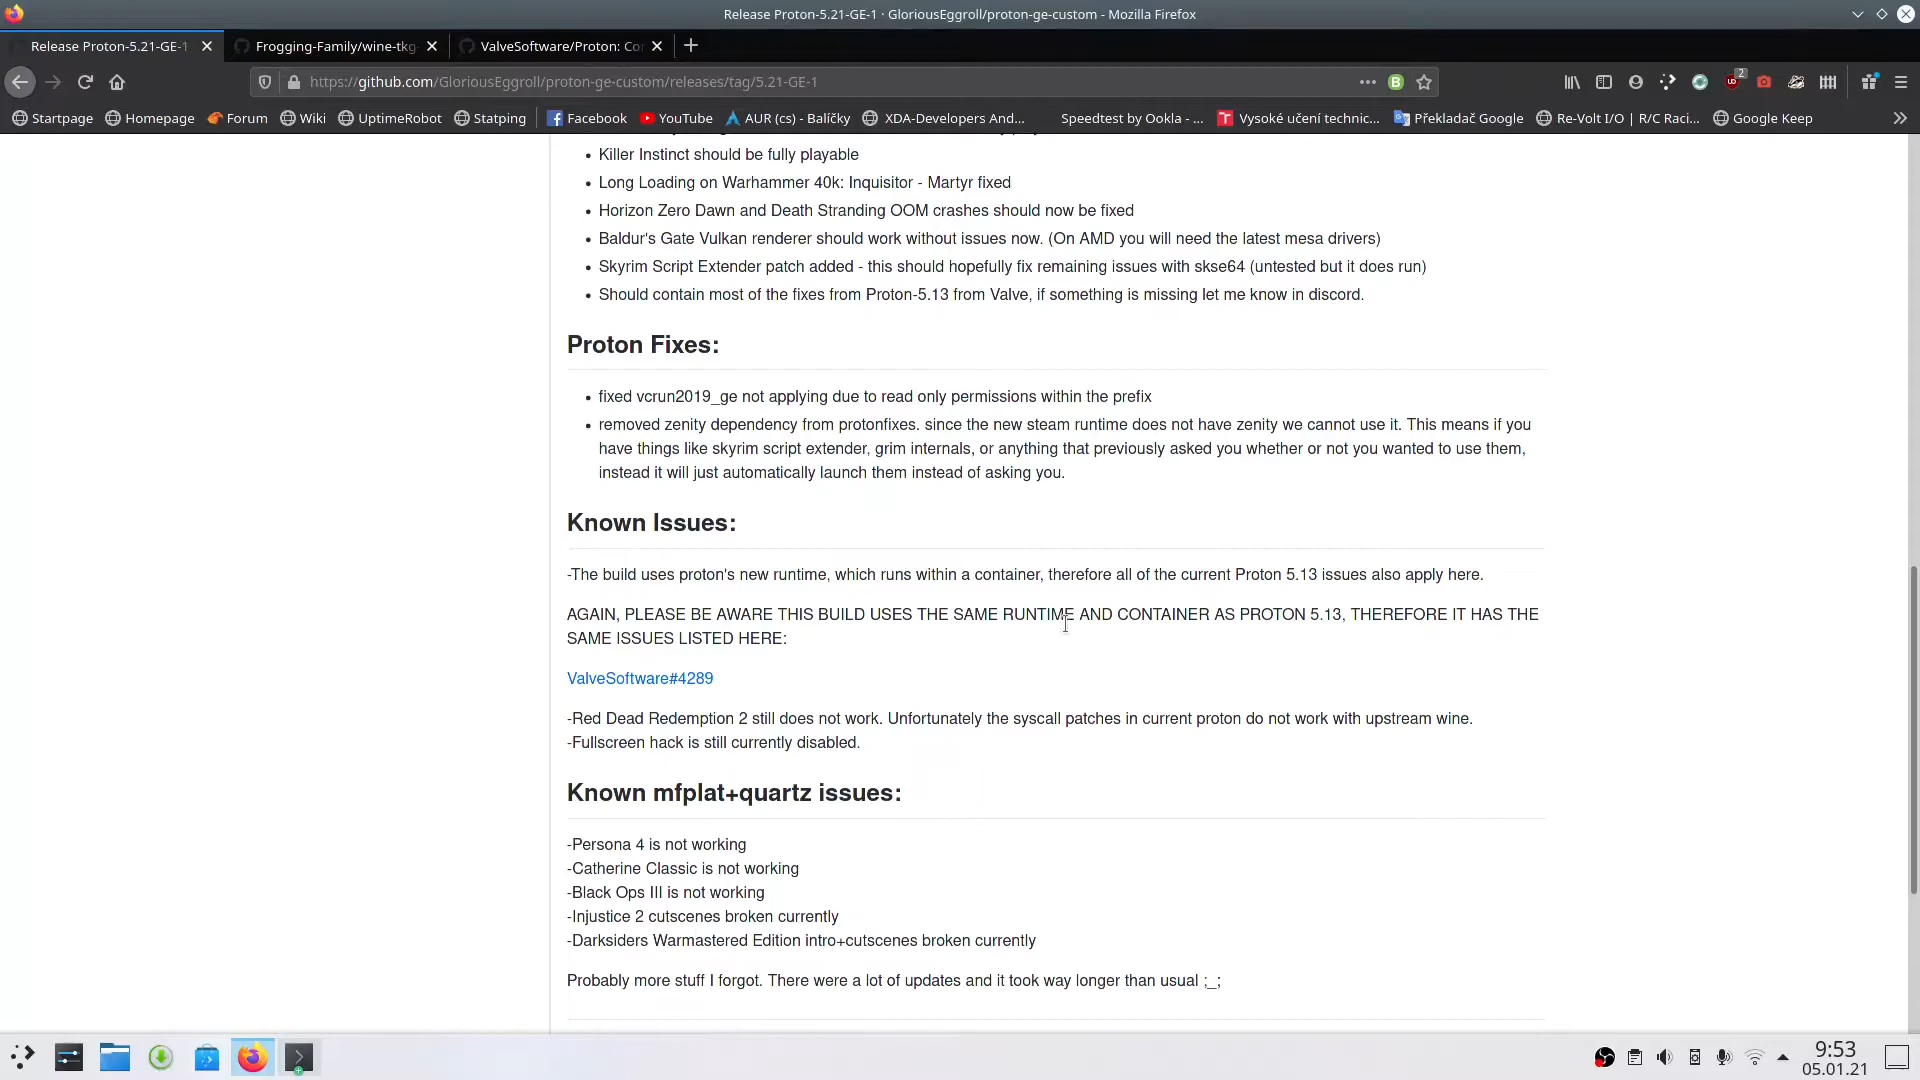 Release Proton-5.21-GE-1 · GloriousEggroll/proton-ge-custom - Mozilla Firefox
Release Proton-5.21-GE-1
Frogging-Family/wine-tkg-
ValveSoftware/Proton: Co
https://github.com/GloriousEggroll/proton-ge-custom/releases/tag/5.21-GE-1
2
Startpage Homepage Forum Wiki UptimeRobot Statping Facebook YouTube AUR (cs) - Balíčky XDA-Developers And... Speedtest by Ookla - ... Vysoké učení technic... Překladač Google Re-Volt I/O | R/C Raci... Google Keep
• Killer Instinct should be fully playable
• Long Loading on Warhammer 40k: Inquisitor - Martyr fixed
• Horizon Zero Dawn and Death Stranding OOM crashes should now be fixed
• Baldur's Gate Vulkan renderer should work without issues now. (On AMD you will need the latest mesa drivers)
• Skyrim Script Extender patch added - this should hopefully fix remaining issues with skse64 (untested but it does run)
• Should contain most of the fixes from Proton-5.13 from Valve, if something is missing let me know in discord.
Proton Fixes:
• fixed vcrun2019_ge not applying due to read only permissions within the prefix
• removed zenity dependency from protonfixes. since the new steam runtime does not have zenity we cannot use it. This means if you
have things like skyrim script extender, grim internals, or anything that previously asked you whether or not you wanted to use them,
instead it will just automatically launch them instead of asking you.
Known Issues:
-The build uses proton's new runtime, which runs within a container, therefore all of the current Proton 5.13 issues also apply here.
AGAIN, PLEASE BE AWARE THIS BUILD USES THE SAME RUNTIME AND CONTAINER AS PROTON 5.13, THEREFORE IT HAS THE
SAME ISSUES LISTED HERE:
ValveSoftware#4289
-Red Dead Redemption 2 still does not work. Unfortunately the syscall patches in current proton do not work with upstream wine.
-Fullscreen hack is still currently disabled.
Known mfplat+quartz issues:
-Persona 4 is not working
-Catherine Classic is not working
-Black Ops III is not working
-Injustice 2 cutscenes broken currently
-Darksiders Warmastered Edition intro+cutscenes broken currently
Probably more stuff I forgot. There were a lot of updates and it took way longer than usual ;_;
9:53
05.01.21